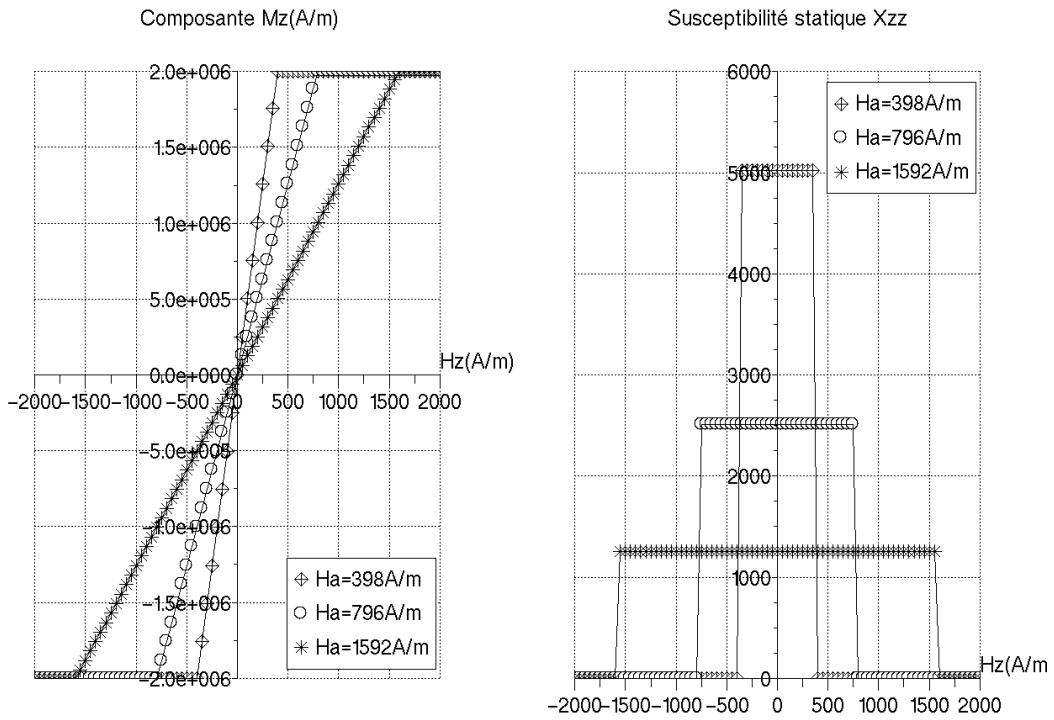 Composante Mz(A/m)
2.0e+006
1.5e+006
1.0e+006
5.0e+005
0.0e+000
Hz(A/m)
−2000 −1500 −1000 −500 0 500 1000 1500 2000
−5.0e+005
−1.0e+006
−1.5e+006
−2.0e+006
Ha=398A/m
Ha=796A/m
Ha=1592A/m
Susceptibilité statique Xzz
6000
5000
4000
3000
2000
1000
0
Ha=398A/m
Ha=796A/m
Ha=1592A/m
Hz(A/m
−2000 −1500 −1000 −500 0 500 1000 1500 2000